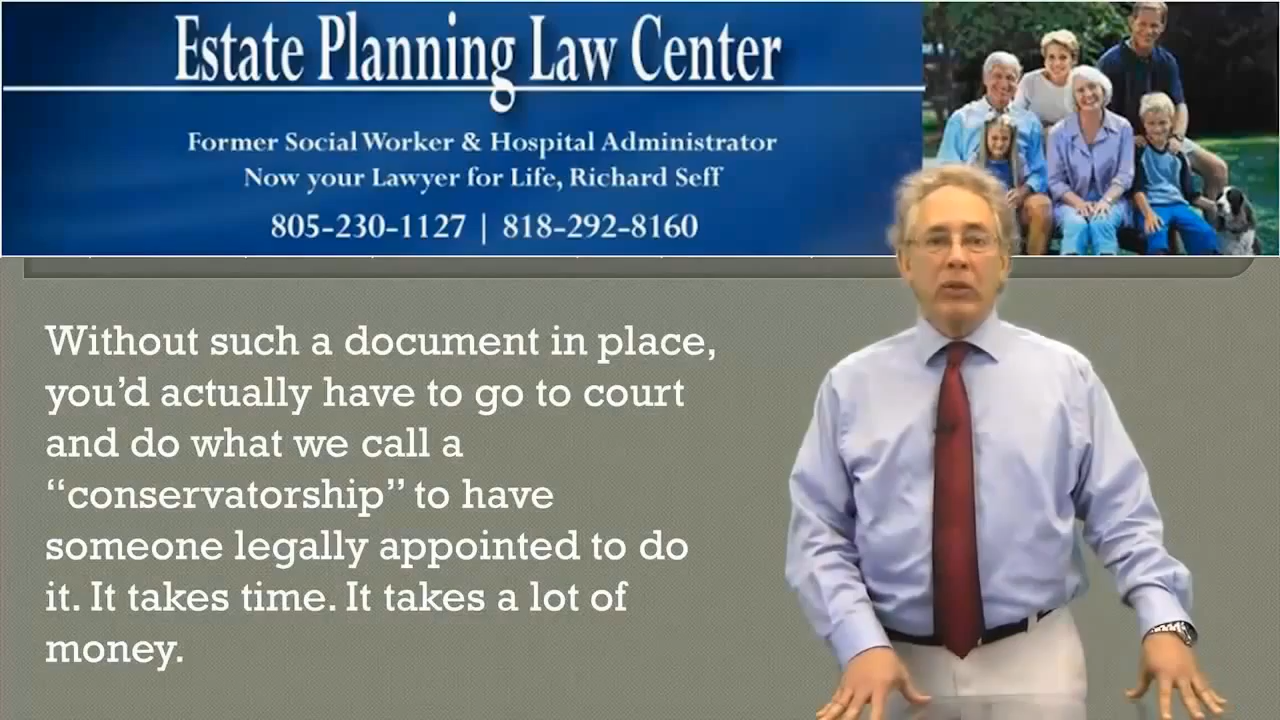 Estate Planning Law Center
Former Social Worker & Hospital Administrator
Now your Lawyer for Life, Richard Seff
805-230-1127 | 818-292-8160
Without such a document in place,
you’d actually have to go to court
and do what we call a
“conservatorship” to have
someone legally appointed to do
it. It takes time. It takes a lot of
money.